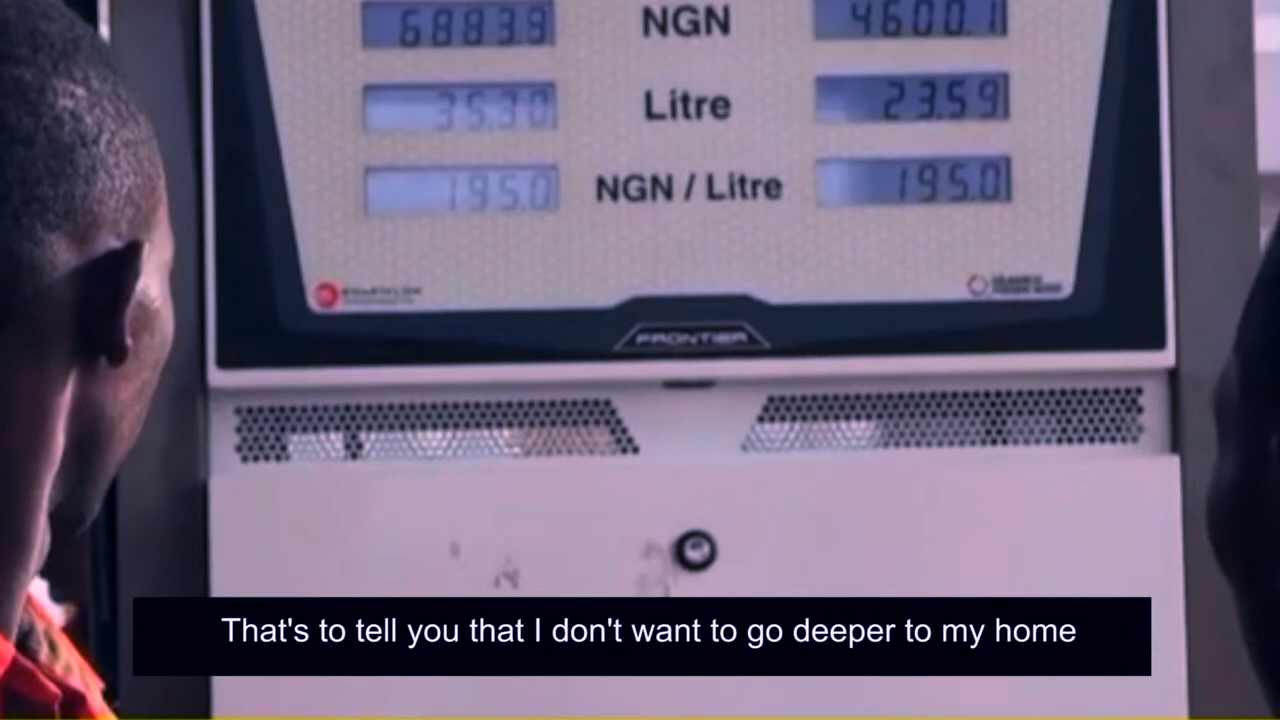 6883.9 NGN 4600.1
35.30 Litre 23.59
195.0 NGN / Litre 195.0
FRONTIER
That's to tell you that I don't want to go deeper to my home